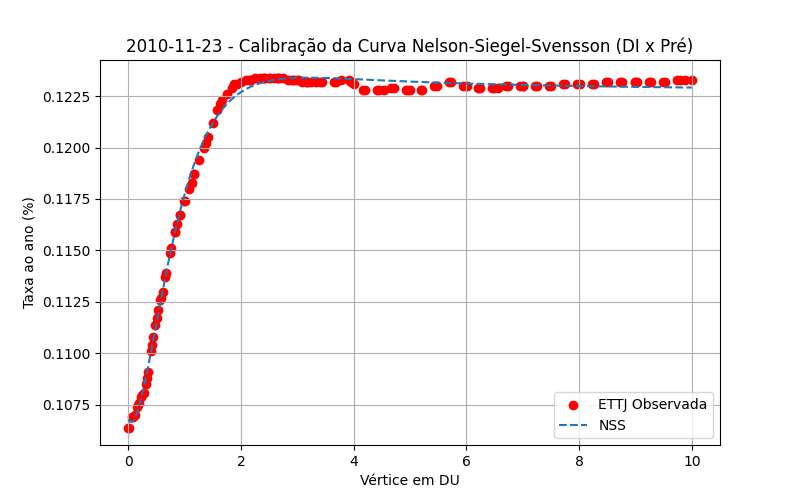 2010-11-23 - Calibração da Curva Nelson-Siegel-Svensson (DI x Pré)
0.1225
0.1200
0.1175
0.1150
0.1125
0.1100
0.1075
Taxa ao ano (%)
ETTJ Observada
NSS
0 2 4 6 8 10
Vértice em DU